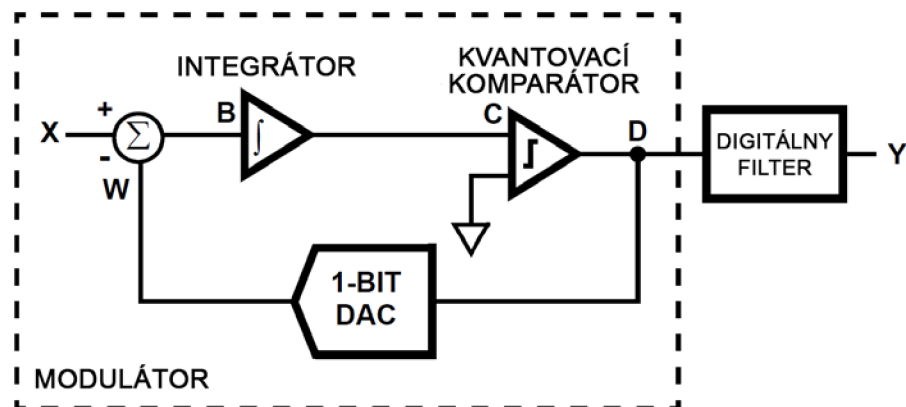 INTEGRÁTOR
KVANTOVACÍ
KOMPARÁTOR
X
+
Σ
-
W
B
∫
C
D
DIGITÁLNY
FILTER
Y
1-BIT
DAC
MODULÁTOR